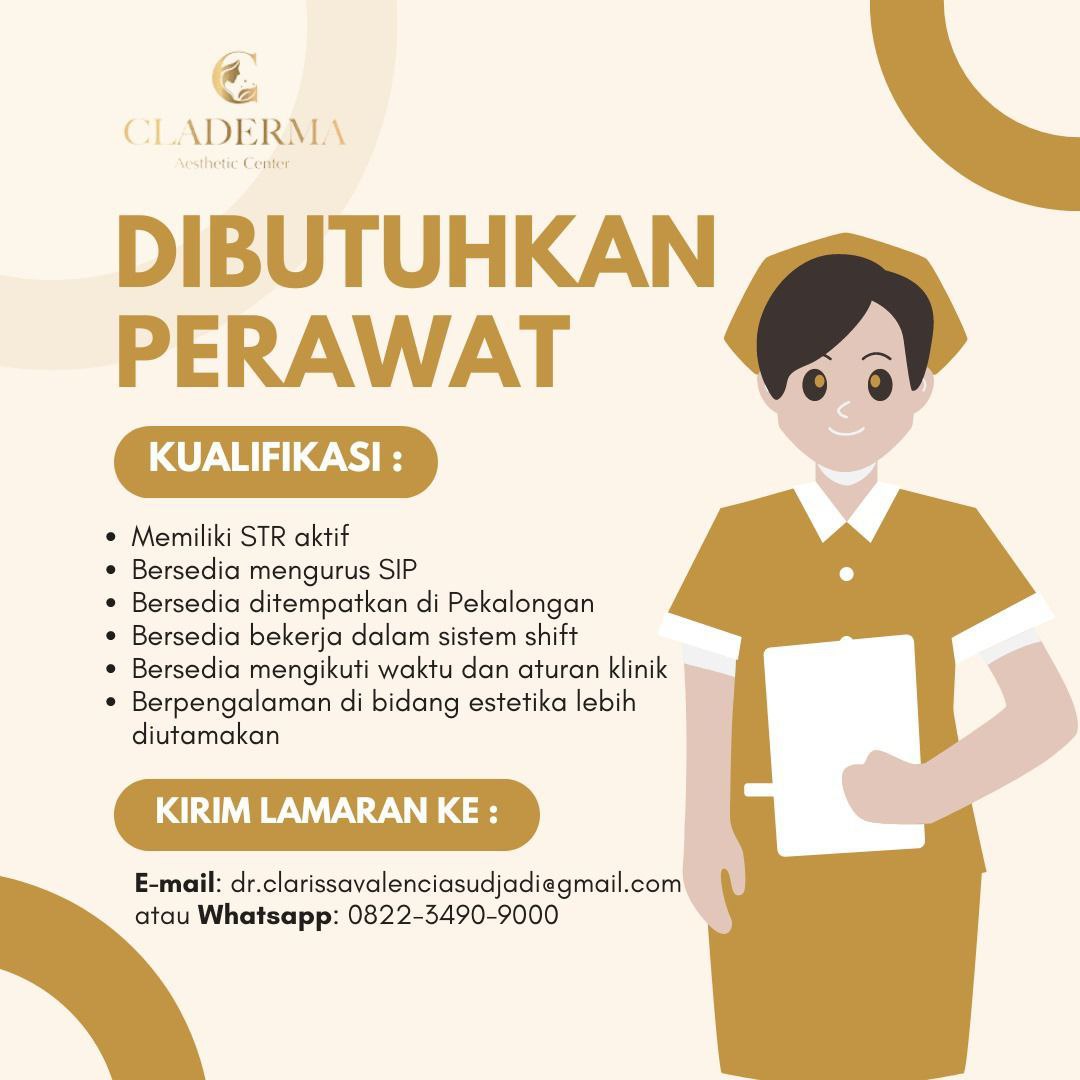 CLADERMA
Aesthetic Center
DIBUTUHKAN
PERAWAT
KUALIFIKASI :
• Memiliki STR aktif
• Bersedia mengurus SIP
• Bersedia ditempatkan di Pekalongan
• Bersedia bekerja dalam sistem shift
• Bersedia mengikuti waktu dan aturan klinik
• Berpengalaman di bidang estetika lebih
diutamakan
KIRIM LAMARAN KE :
E-mail: dr.clarissavalenciasudjadi@gmail.com
atau Whatsapp: 0822-3490-9000